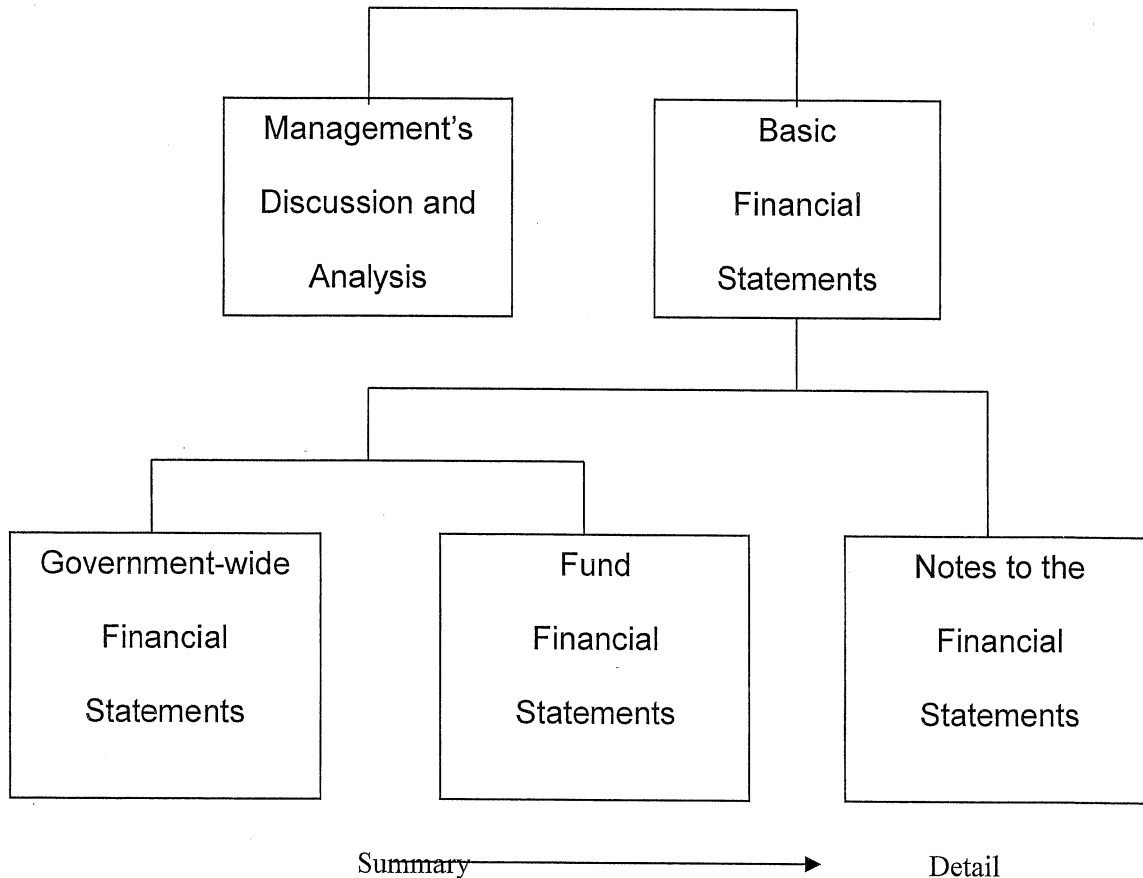 Management's
Discussion and
Analysis
Basic
Financial
Statements
Government-wide
Financial
Statements
Fund
Financial
Statements
Notes to the
Financial
Statements
Summary
Detail